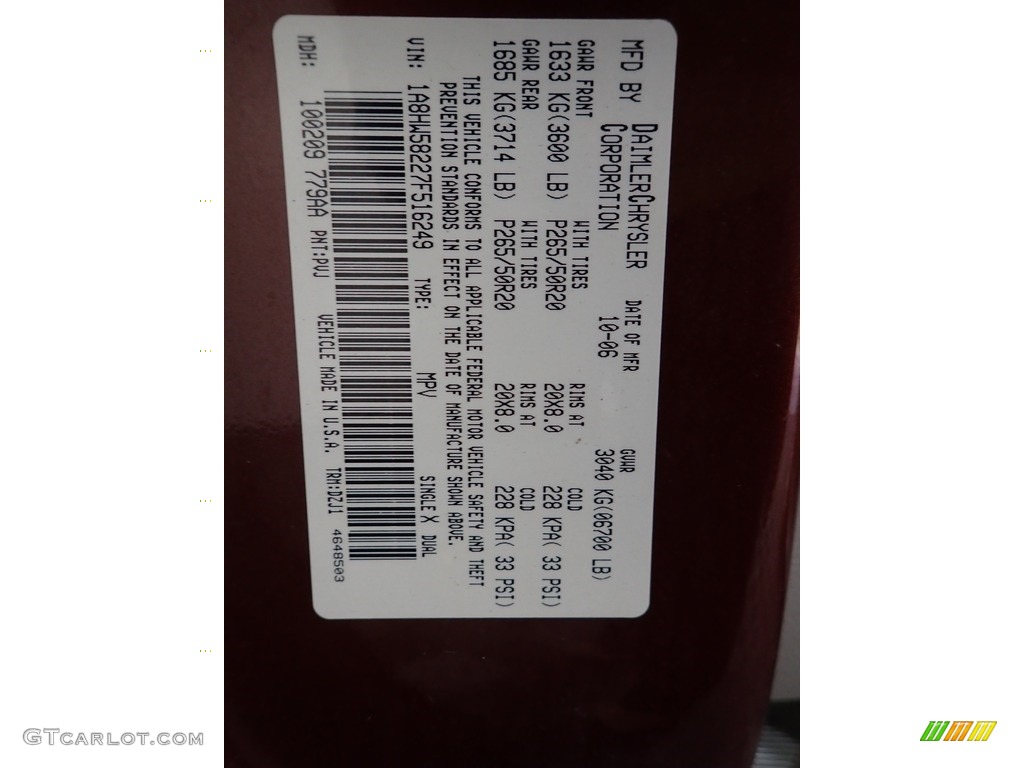 MFD BY DAIMLERCHRYSLER CORPORATION DATE OF MFR 10-06 GVWR 3040 KG(06700 LB)
GAWR FRONT WITH TIRES RIMS AT COLD
1633 KG(3600 LB) P265/50R20 20X8.0 228 KPA( 33 PSI)
GAWR REAR WITH TIRES RIMS AT COLD
1685 KG(3714 LB) P265/50R20 20X8.0 228 KPA( 33 PSI)
THIS VEHICLE CONFORMS TO ALL APPLICABLE FEDERAL MOTOR VEHICLE SAFETY AND THEFT
PREVENTION STANDARDS IN EFFECT ON THE DATE OF MANUFACTURE SHOWN ABOVE.
VIN: 1A8HW58227F516249 TYPE: MPV SINGLE X DUAL
MDH: 100209 779AA PNT:PVJ VEHICLE MADE IN U.S.A. TRM:DZJ1 4648503
GTCARLOT.COM